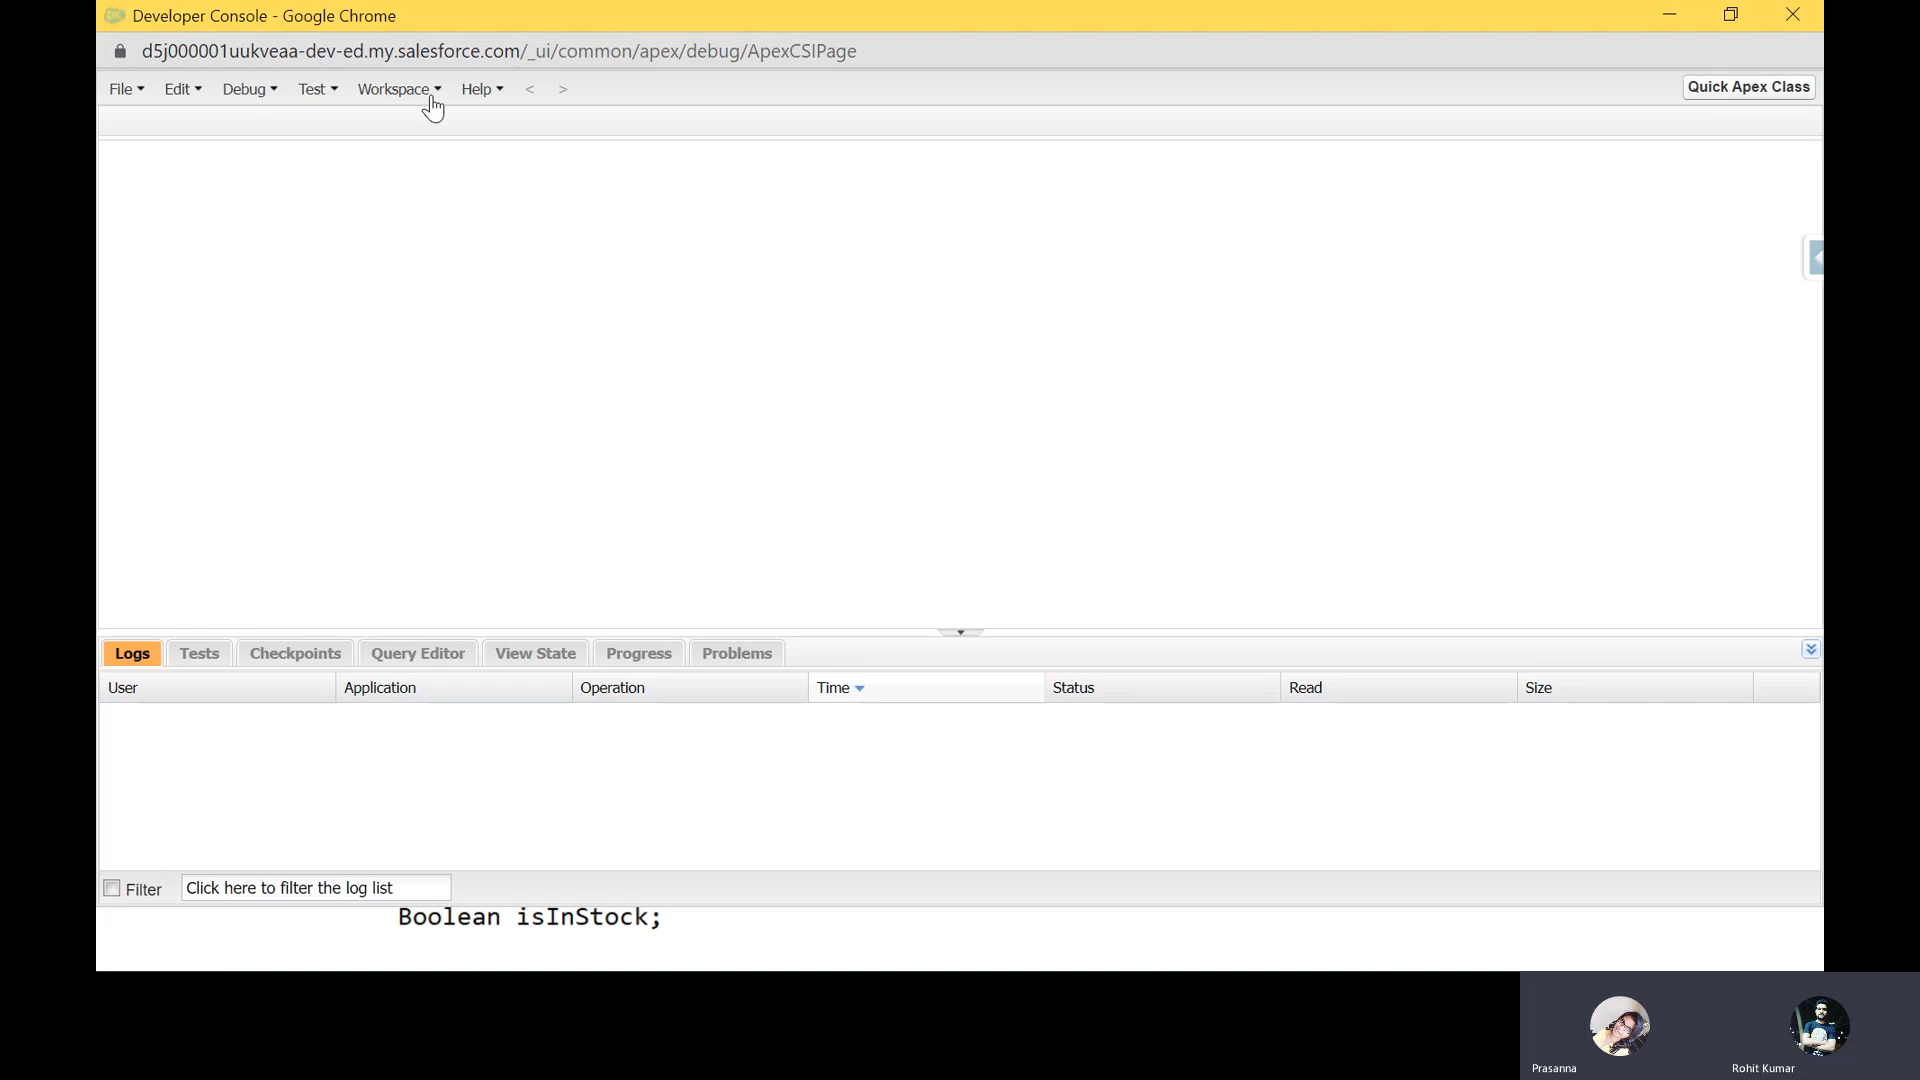 Developer Console - Google Chrome
d5j000001uukveaa-dev-ed.my.salesforce.com/_ui/common/apex/debug/ApexCSIPage
File Edit Debug Test Workspace Help < > Quick Apex Class
Logs Tests Checkpoints Query Editor View State Progress Problems
User Application Operation Time Status Read Size
Filter Click here to filter the log list
Boolean isInStock;
Prasanna Rohit Kumar